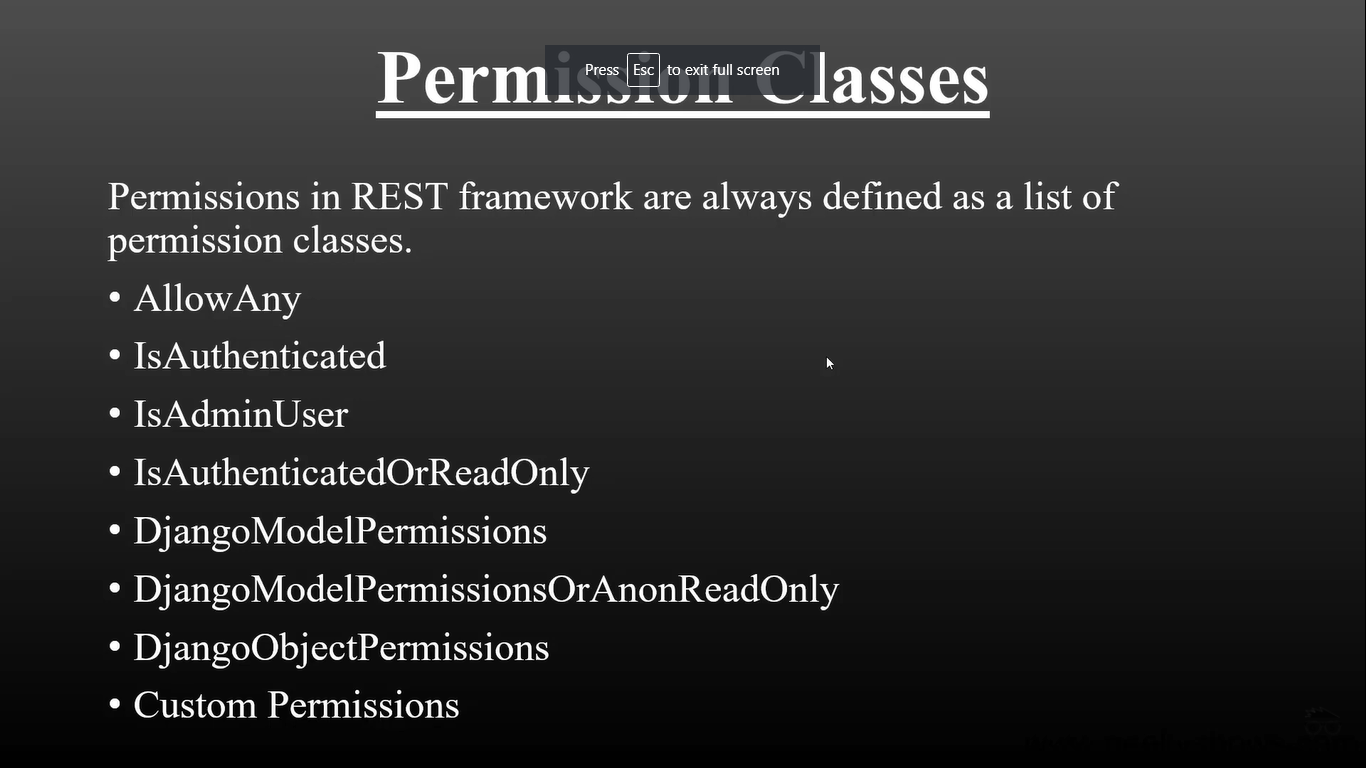 Permission Classes
Press Esc to exit full screen
Permissions in REST framework are always defined as a list of
permission classes.
• AllowAny
• IsAuthenticated
• IsAdminUser
• IsAuthenticatedOrReadOnly
• DjangoModelPermissions
• DjangoModelPermissionsOrAnonReadOnly
• DjangoObjectPermissions
• Custom Permissions